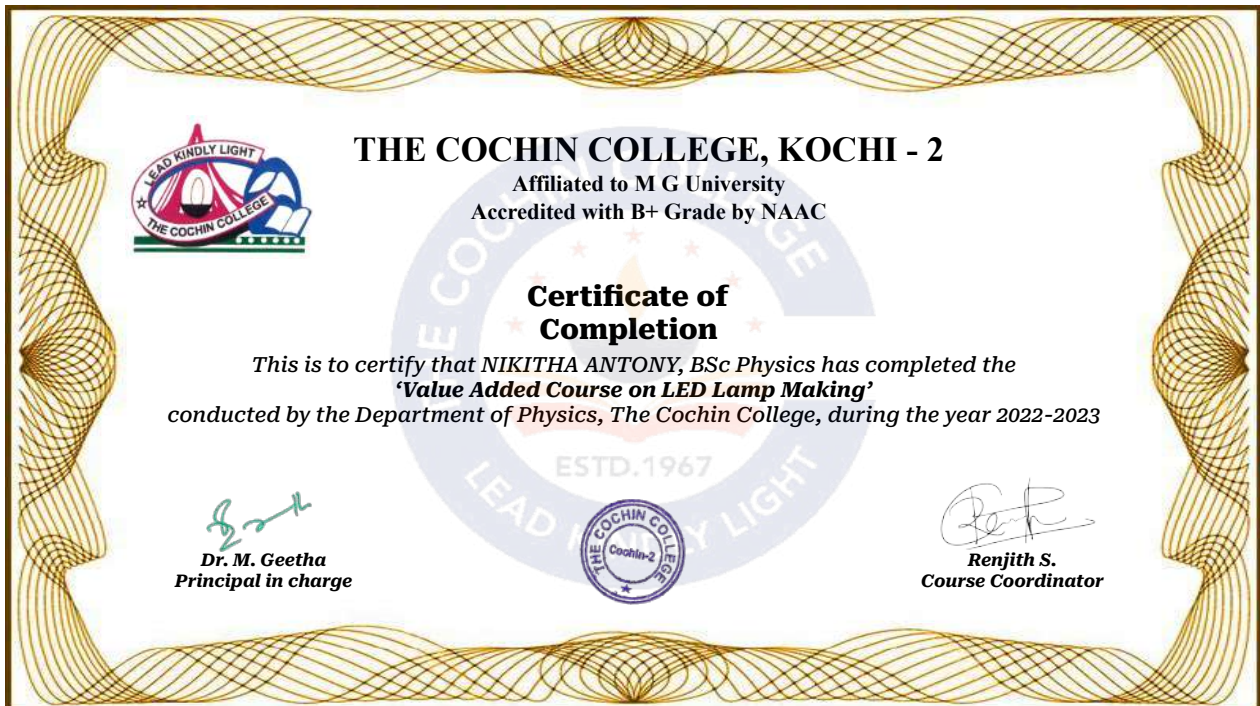 LEAD KINDLY LIGHT
THE COCHIN COLLEGE
THE COCHIN COLLEGE, KOCHI - 2
Affiliated to M G University
Accredited with B+ Grade by NAAC
THE COCHIN COLLEGE
Certificate of
Completion
This is to certify that NIKITHA ANTONY, BSc Physics has completed the
‘Value Added Course on LED Lamp Making’
conducted by the Department of Physics, The Cochin College, during the year 2022-2023
ESTD.1967
LEAD KINDLY LIGHT
Dr. M. Geetha
Principal in charge
THE COCHIN COLLEGE
Cochin-2
Renjith S.
Course Coordinator